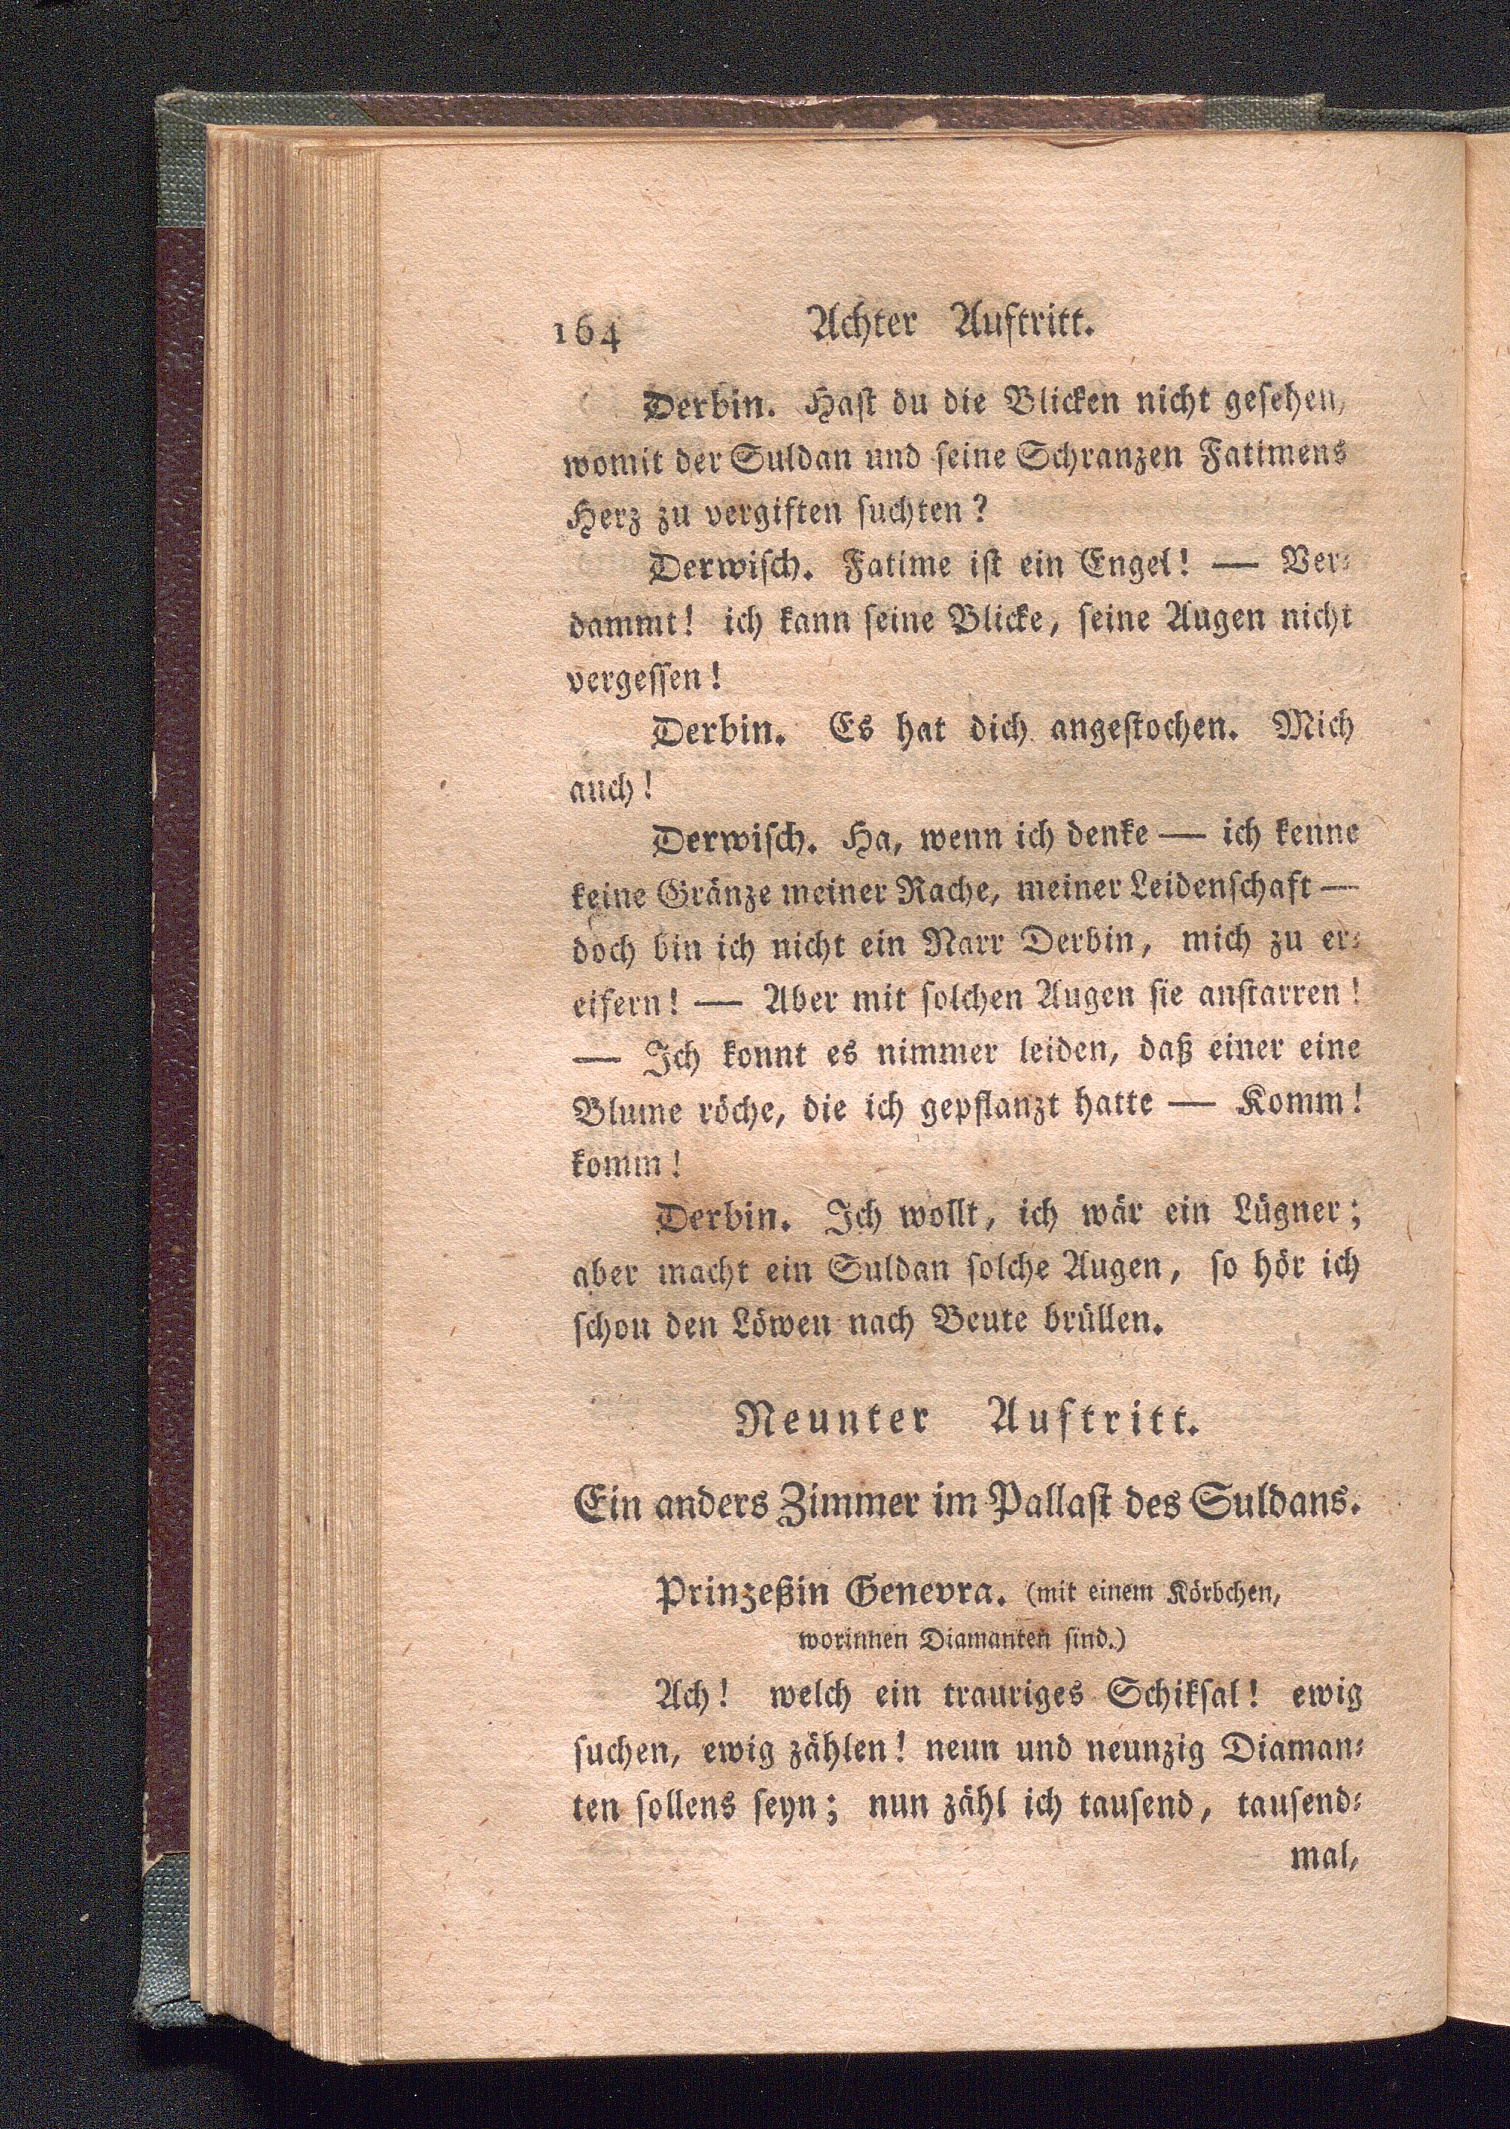 164 Achter Auftritt.
Derbin. Haſt du die Blicken nicht geſehen,
womit der Suldan und ſeine Schranzen Fatimens
Herz zu vergiften ſuchten?
Derwiſch. Fatime iſt ein Engel! — Ver⸗
dammt! ich kann ſeine Blicke, ſeine Augen nicht
vergeſſen!
Derbin. Es hat dich angeſtochen. Mich
auch!
Derwiſch. Ha, wenn ich denke — ich kenne
keine Gränze meiner Rache, meiner Leidenſchaft —
doch bin ich nicht ein Narr Derbin, mich zu er⸗
eifern! — Aber mit ſolchen Augen ſie anſtarren!
— Ich konnt es nimmer leiden, daß einer eine
Blume röche, die ich gepflanzt hatte — Komm!
komm!
Derbin. Ich wollt, ich wär ein Lügner;
aber macht ein Suldan ſolche Augen, ſo hör ich
ſchon den Löwen nach Beute brüllen.
Neunter Auftritt.
Ein anders Zimmer im Pallaſt des Suldans.
Prinzeßin Genevra. (mit einem Körbchen,
worinnen Diamanten ſind.)
Ach! welch ein trauriges Schikſal! ewig
ſuchen, ewig zählen! neun und neunzig Diaman⸗
ten ſollens ſeyn; nun zähl ich tauſend, tauſend⸗
mal,